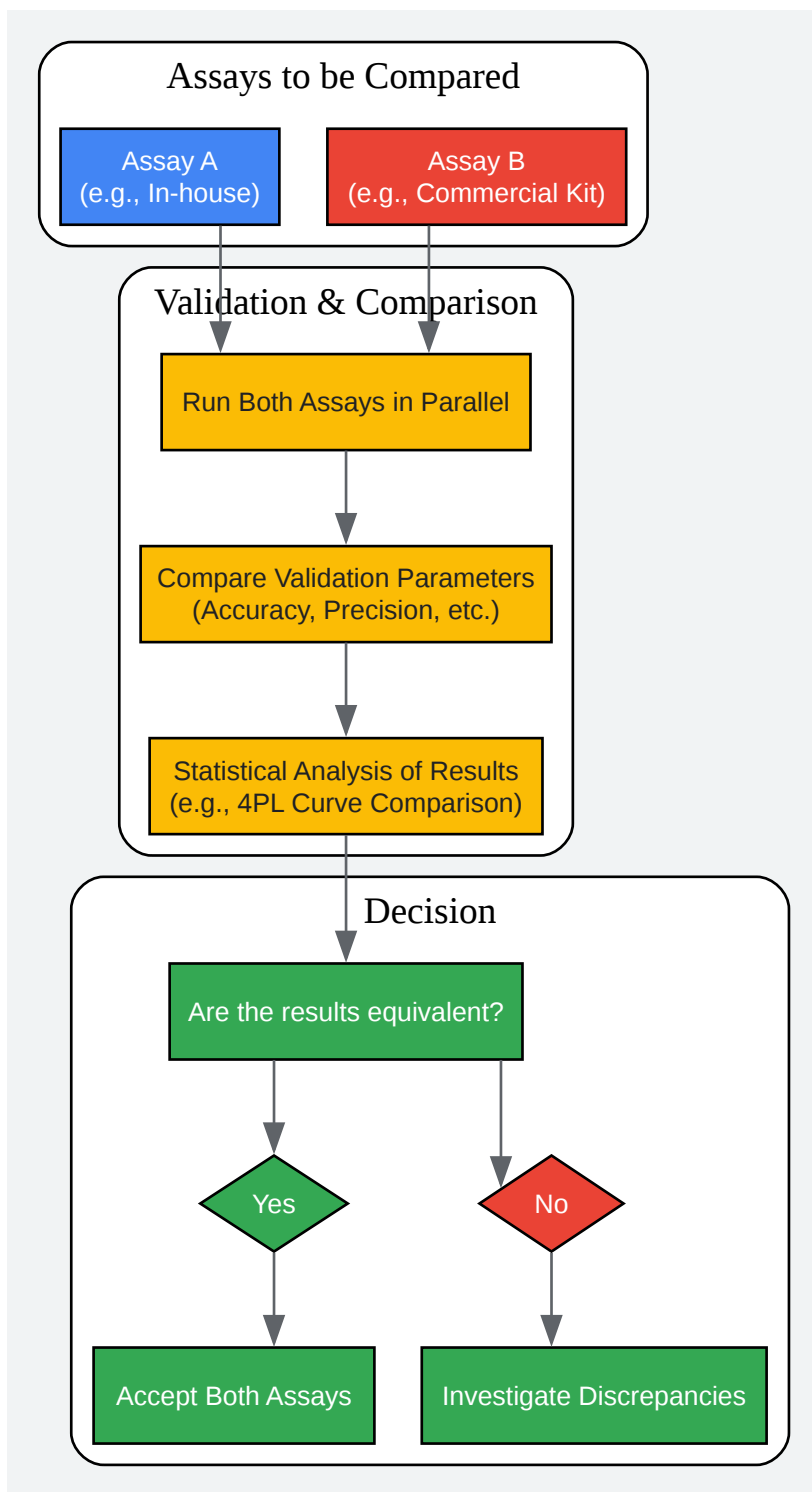 Assays to be Compared
Assay A
(e.g., In-house)
Assay B
(e.g., Commercial Kit)
Validation & Comparison
Run Both Assays in Parallel
Compare Validation Parameters
(Accuracy, Precision, etc.)
Statistical Analysis of Results
(e.g., 4PL Curve Comparison)
Decision
Are the results equivalent?
Yes
No
Accept Both Assays
Investigate Discrepancies